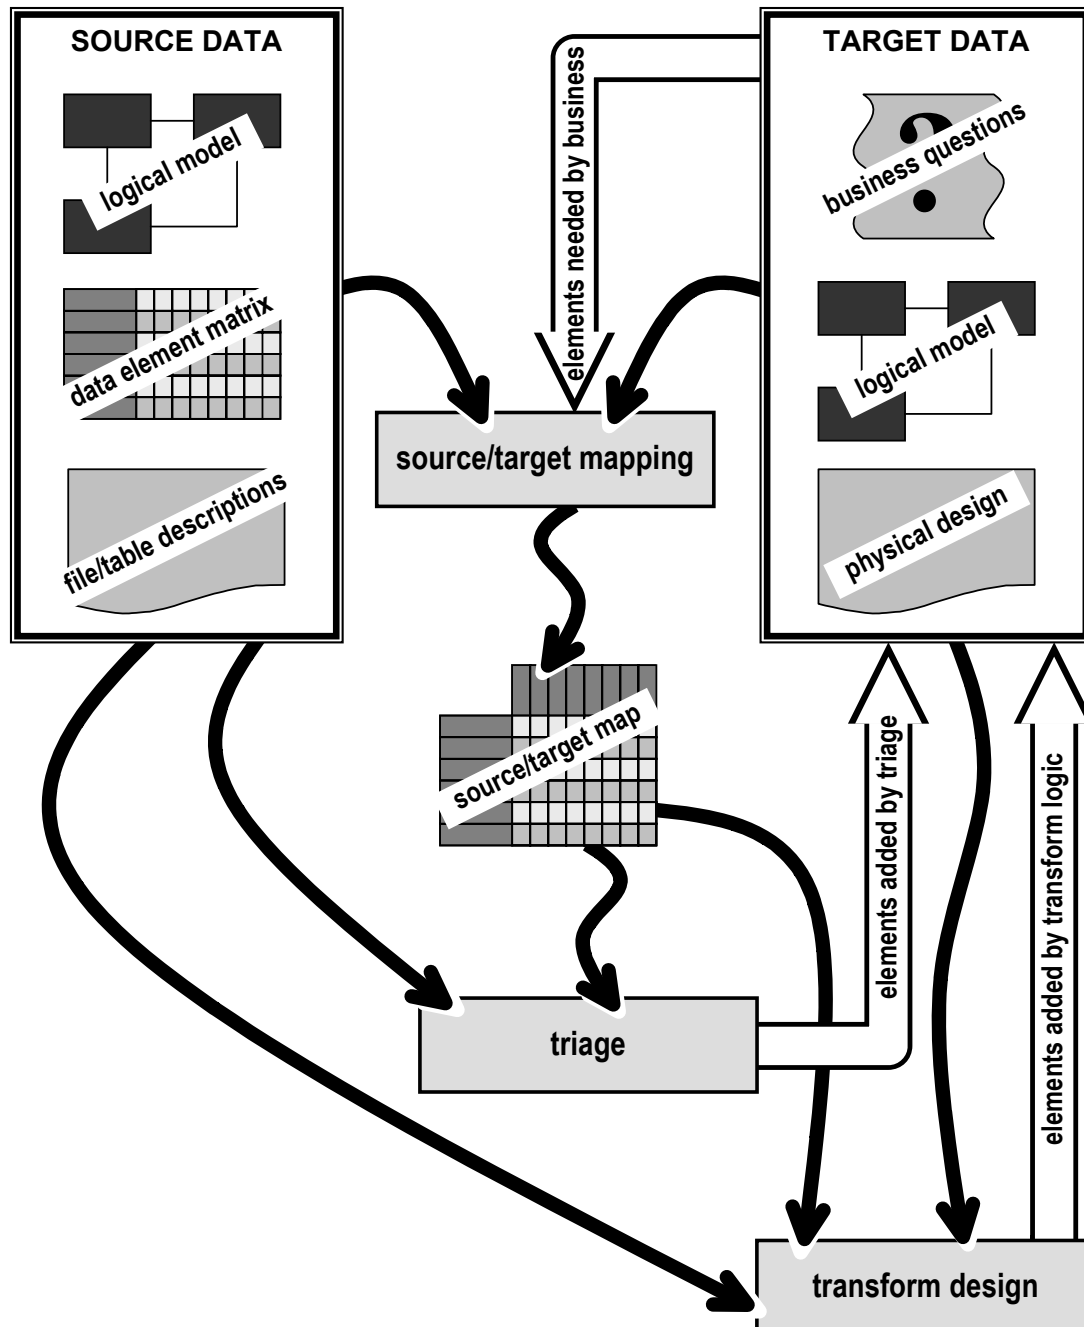 SOURCE DATA
logical model
data element matrix
file/table descriptions
elements needed by business
TARGET DATA
business questions
?
logical model
physical design
source/target mapping
source/target map
triage
elements added by triage
elements added by transform logic
transform design